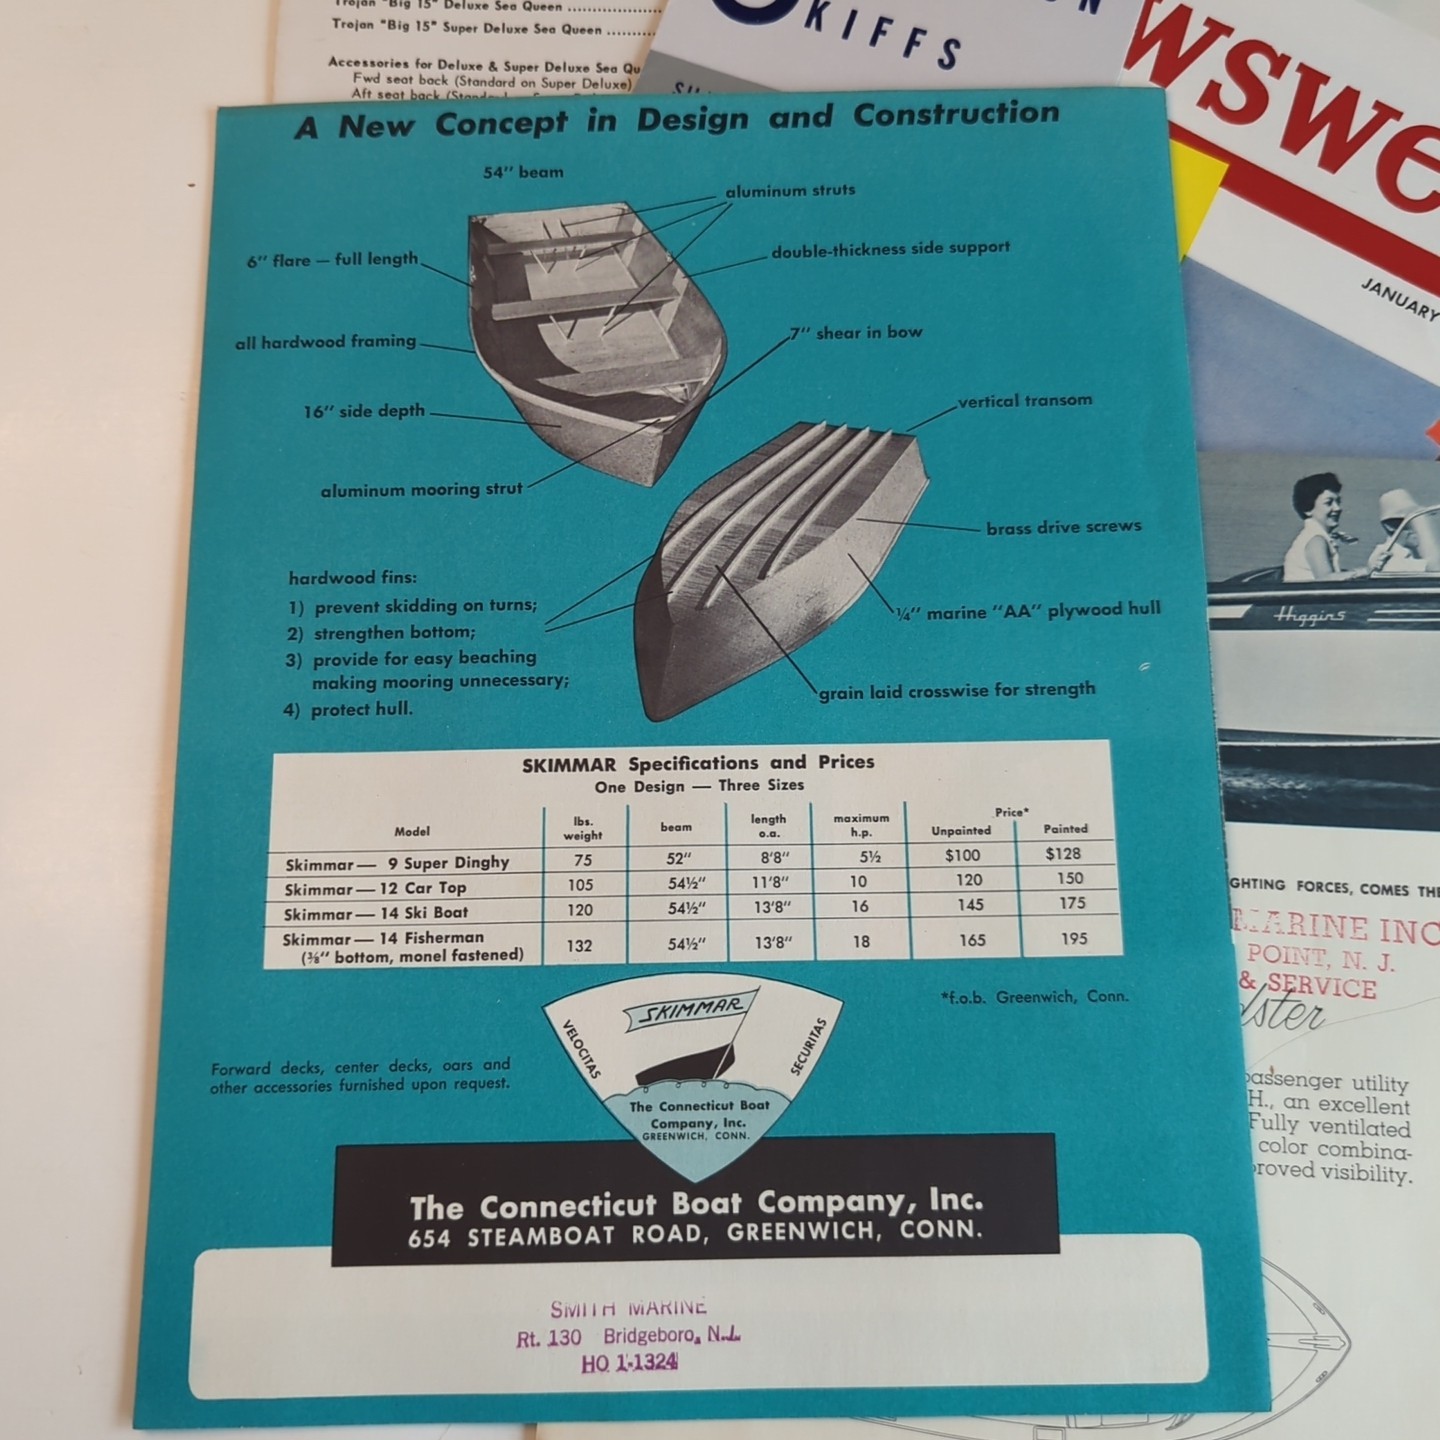 Trojan "Big 15" Deluxe Sea Queen
Trojan "Big 15" Super Deluxe Sea Queen
Accessories for Deluxe & Super Deluxe Sea Qu
Fwd seat back (Standard on Super Deluxe)
Aft seat back
KIFFS
WSWe
JANUARY
A New Concept in Design and Construction
54" beam
aluminum struts
6" flare — full length
double-thickness side support
all hardwood framing
7" shear in bow
16" side depth
vertical transom
aluminum mooring strut
brass drive screws
hardwood fins:
1) prevent skidding on turns;
2) strengthen bottom;
3) provide for easy beaching
making mooring unnecessary;
4) protect hull.
¼" marine "AA" plywood hull
grain laid crosswise for strength
SKIMMAR Specifications and Prices
One Design — Three Sizes
Model lbs. weight beam length o.a. maximum h.p. Price* Unpainted Painted
Skimmar — 9 Super Dinghy 75 52" 8'8" 5½ $100 $128
Skimmar — 12 Car Top 105 54½" 11'8" 10 120 150
Skimmar — 14 Ski Boat 120 54½" 13'8" 16 145 175
Skimmar — 14 Fisherman 132 54½" 13'8" 18 165 195
(⅜" bottom, monel fastened)
*f.o.b. Greenwich, Conn.
SKIMMAR
VELOCITAS
SECURITAS
The Connecticut Boat
Company, Inc.
GREENWICH, CONN.
Forward decks, center decks, oars and
other accessories furnished upon request.
The Connecticut Boat Company, Inc.
654 STEAMBOAT ROAD, GREENWICH, CONN.
SMITH MARINE
Rt. 130 Bridgeboro, N.J.
HO 1-1324
Higgins
GHTING FORCES, COMES THE
MARINE INC
POINT, N. J.
& SERVICE
dster
passenger utility
H., an excellent
Fully ventilated
color combina-
proved visibility.